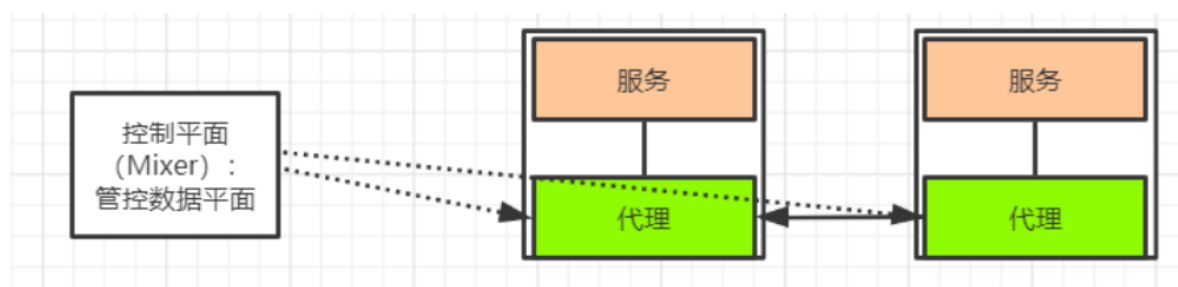 控制平面
（Mixer）：
管控数据平面
服务
代理
服务
代理